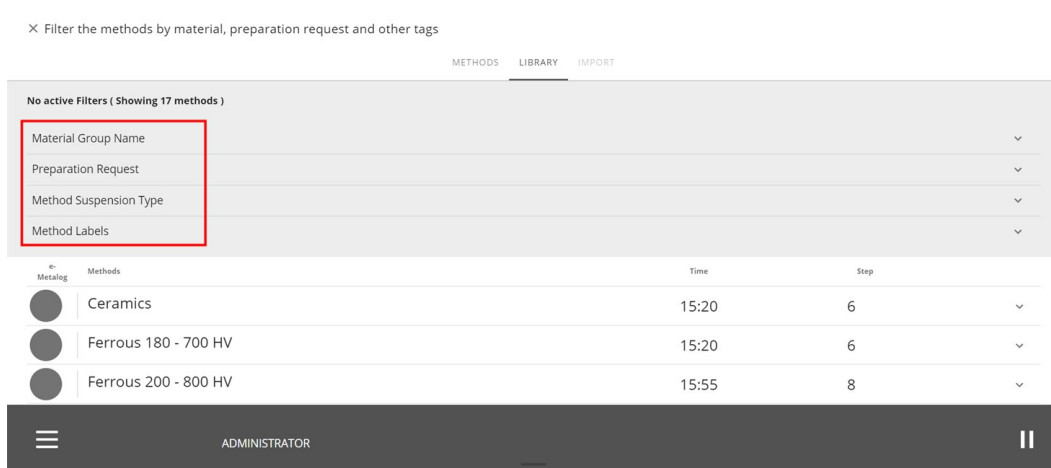 × Filter the methods by material, preparation request and other tags
METHODS LIBRARY IMPORT
No active Filters ( Showing 17 methods )
Material Group Name
Preparation Request
Method Suspension Type
Method Labels
e-
Metalog Methods Time Step
Ceramics 15:20 6
Ferrous 180 - 700 HV 15:20 6
Ferrous 200 - 800 HV 15:55 8
ADMINISTRATOR